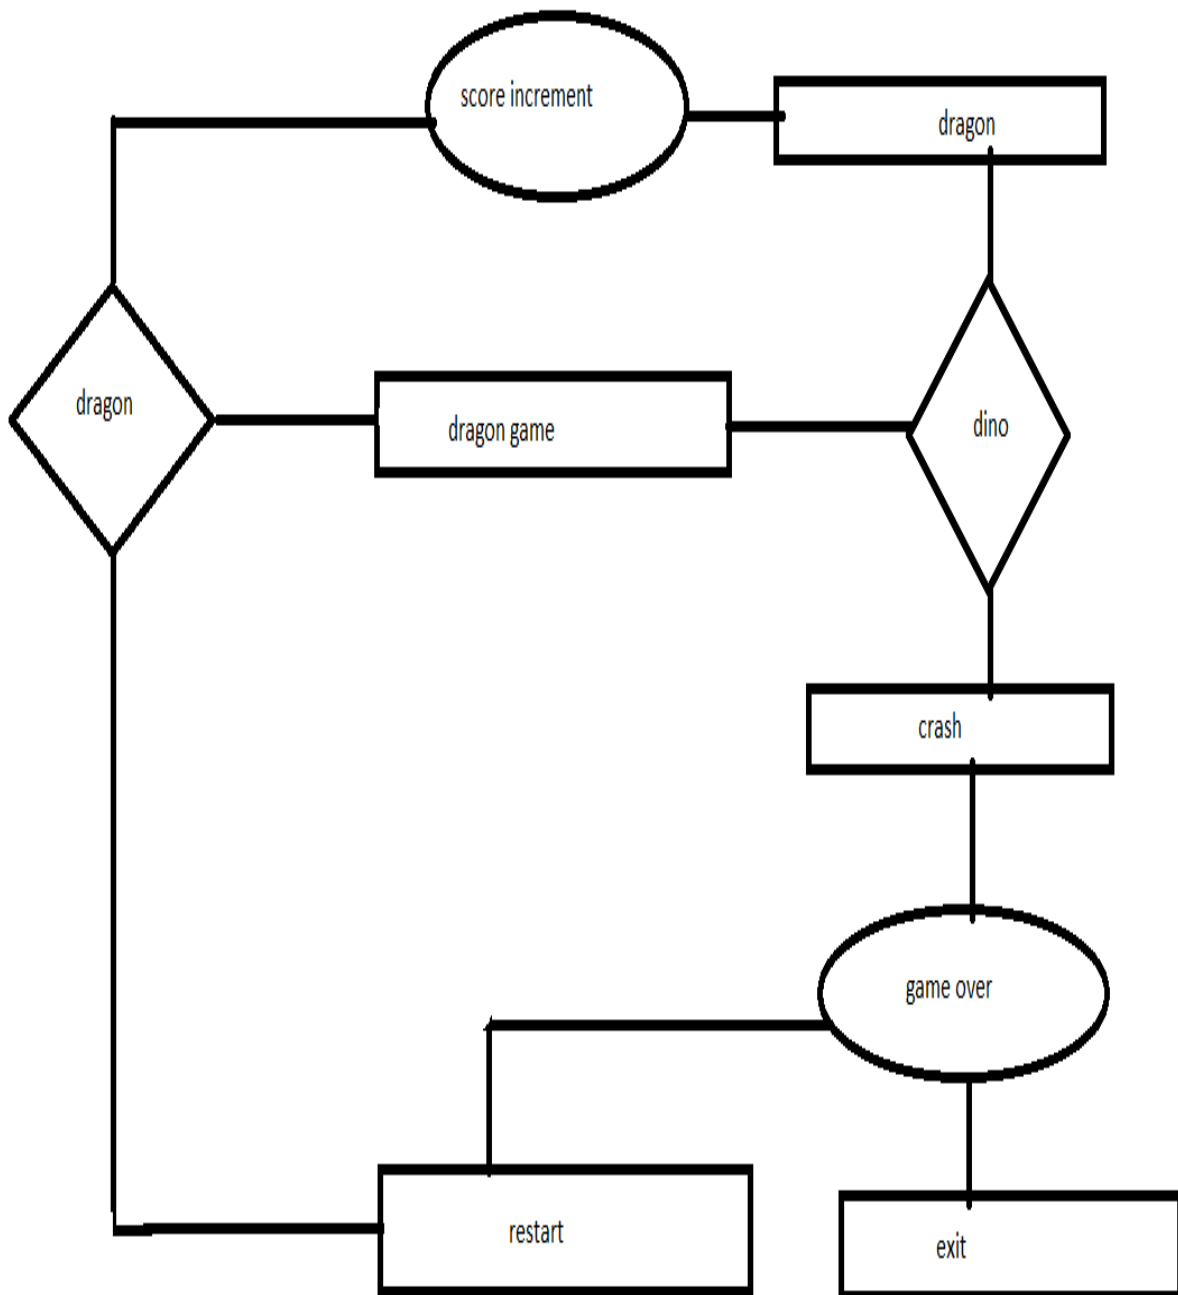 score increment
dragon
dragon
dragon game
dino
crash
game over
restart
exit